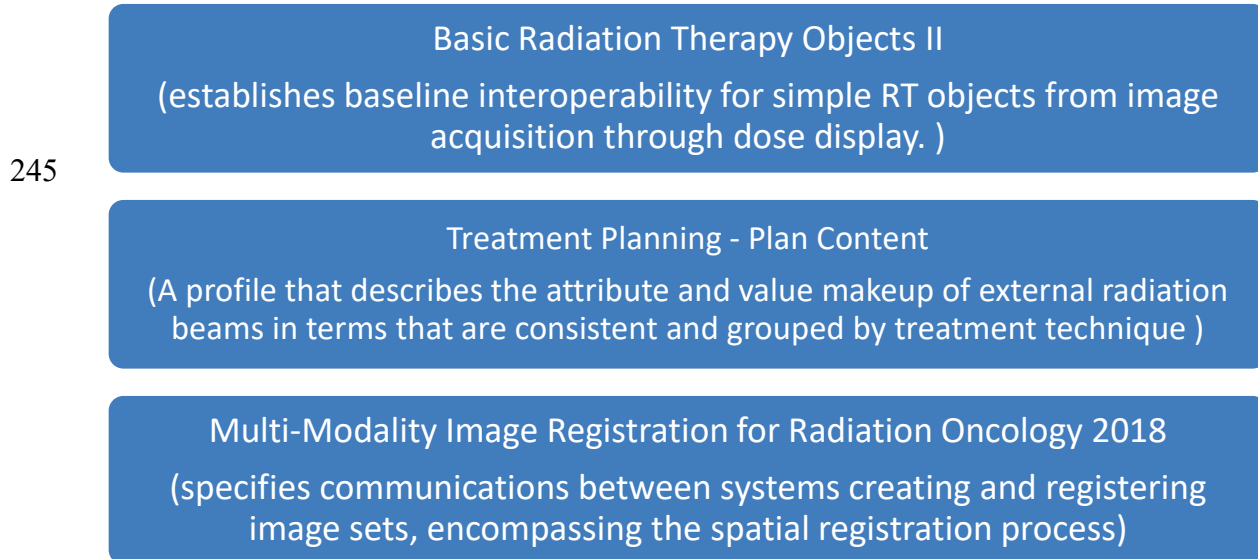 Basic Radiation Therapy Objects II
(establishes baseline interoperability for simple RT objects from image
acquisition through dose display. )
245
Treatment Planning - Plan Content
(A profile that describes the attribute and value makeup of external radiation
beams in terms that are consistent and grouped by treatment technique )
Multi-Modality Image Registration for Radiation Oncology 2018
(specifies communications between systems creating and registering
image sets, encompassing the spatial registration process)